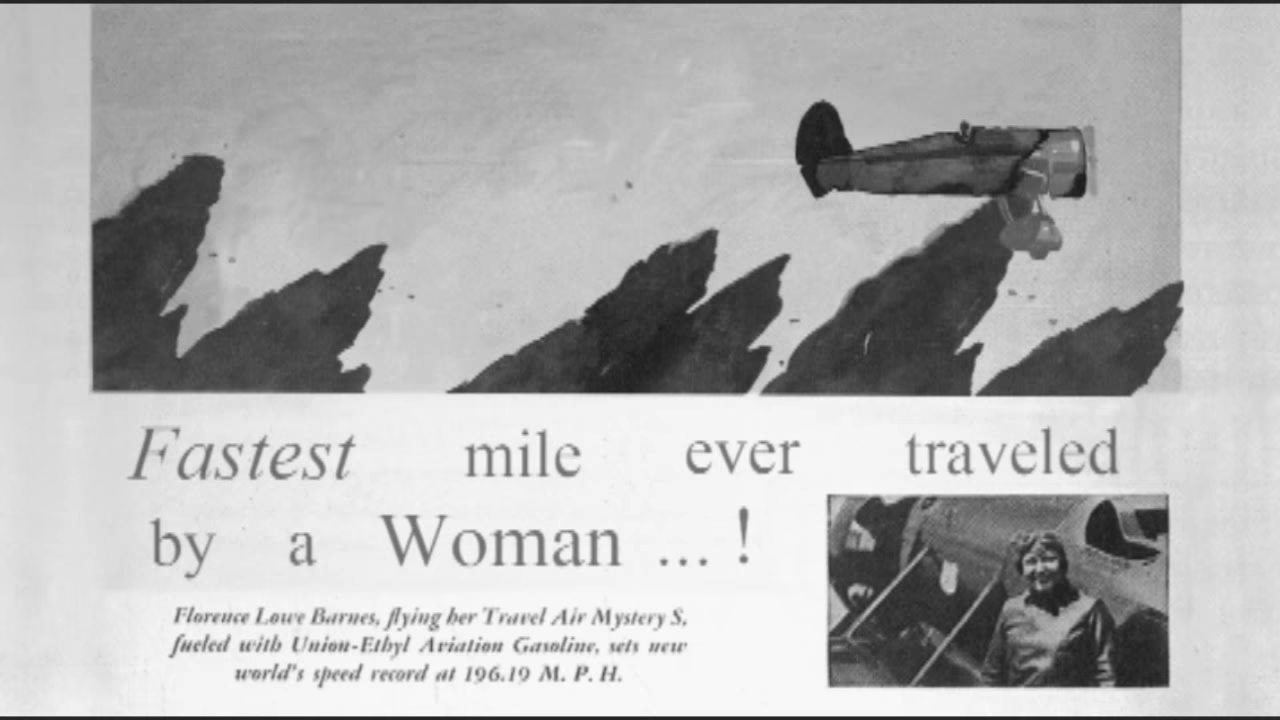 Fastest mile ever traveled
by a Woman ... !
Florence Lowe Barnes, flying her Travel Air Mystery S,
fueled with Union-Ethyl Aviation Gasoline, sets new
world's speed record at 196.19 M. P. H.